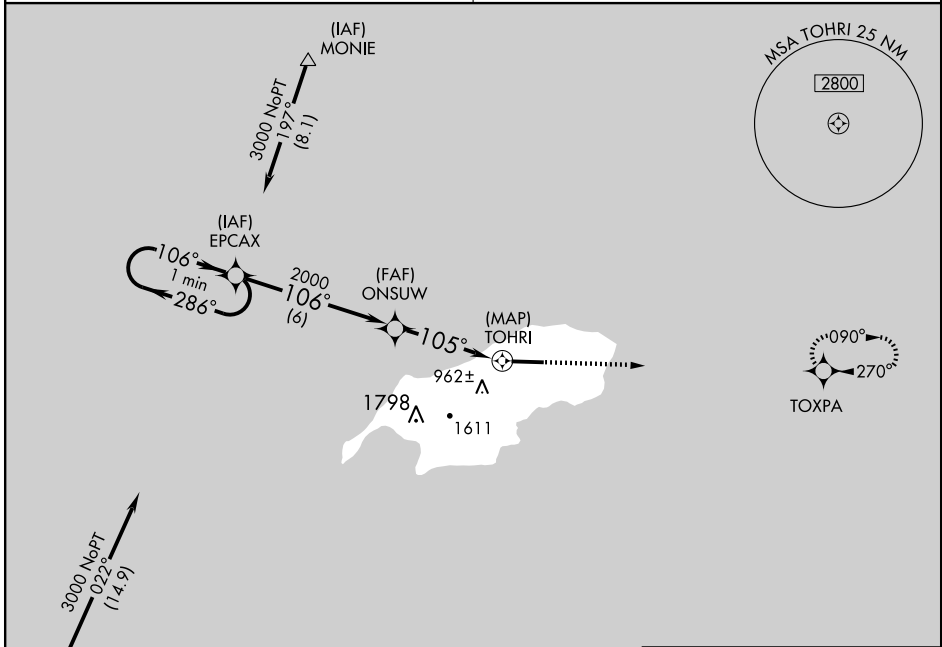 (IAF)
MONIE
MSA TOHRI 25 NM
2800
3000 NoPT
197°
(8.1)
(IAF)
EPCAX
106°
1 min
286°
2000
106°
(6)
(FAF)
ONSUW
105°
(MAP)
TOHRI
962±
1798
1611
090°
270°
TOXPA
3000 NoPT
022°
(14.9)